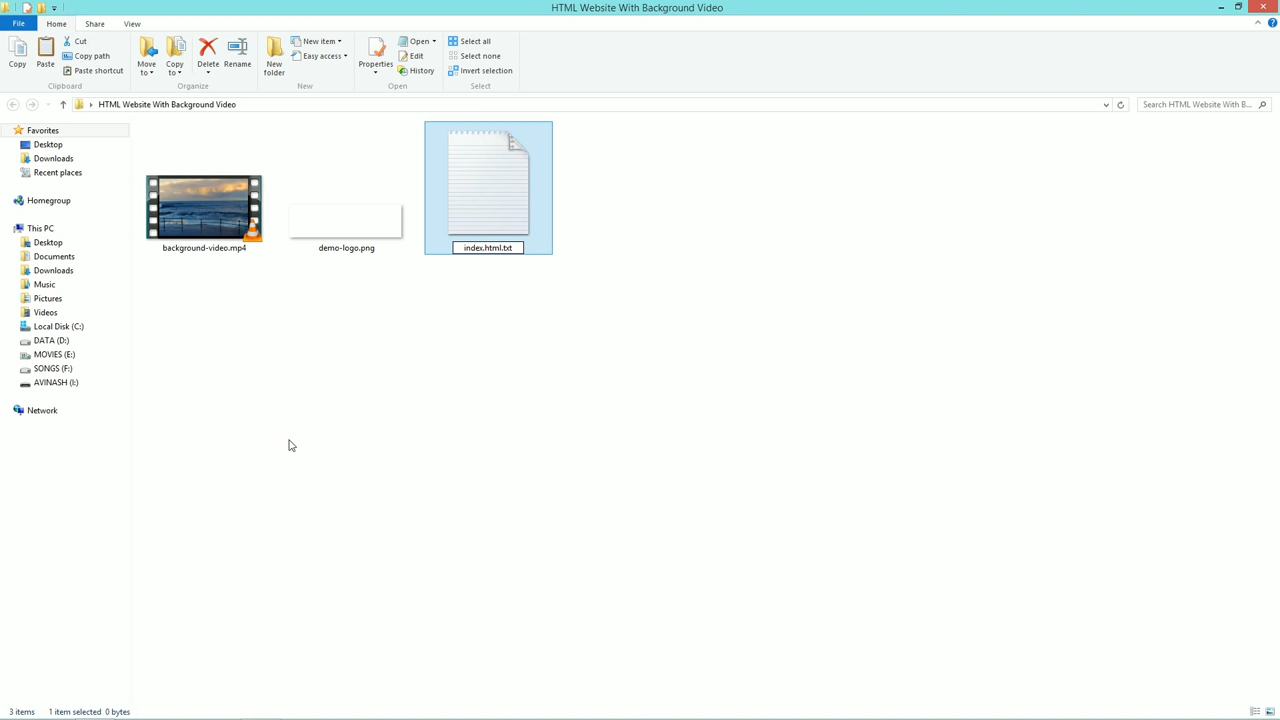 HTML Website With Background Video
File Home Share View
Copy
Paste
Cut
Copy path
Paste shortcut
Clipboard
Move to
Copy to
Delete
Rename
Organize
New folder
New item
Easy access
New
Properties
Open
Edit
History
Open
Select all
Select none
Invert selection
Select
HTML Website With Background Video
Search HTML Website With B...
Favorites
Desktop
Downloads
Recent places
Homegroup
This PC
Desktop
Documents
Downloads
Music
Pictures
Videos
Local Disk (C:)
DATA (D:)
MOVIES (E:)
SONGS (F:)
AVINASH (I:)
Network
background-video.mp4
demo-logo.png
index.html.txt
3 items 1 item selected 0 bytes